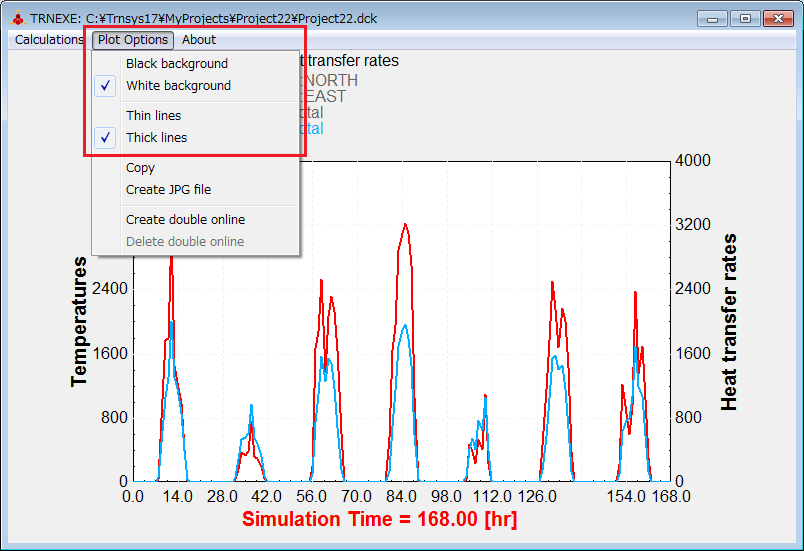 TRNEXE: C:¥Trnsys17¥MyProjects¥Project22¥Project22.dck
Calculations Plot Options About
Black background
White background
Thin lines
Thick lines
Copy
Create JPG file
Create double online
Delete double online
transfer rates
NORTH
EAST
Temperatures
2400
1600
800
0
4000
3200
2400
1600
800
0
Heat transfer rates
0.0 14.0 28.0 42.0 56.0 70.0 84.0 98.0 112.0 126.0 154.0 168.0
Simulation Time = 168.00 [hr]